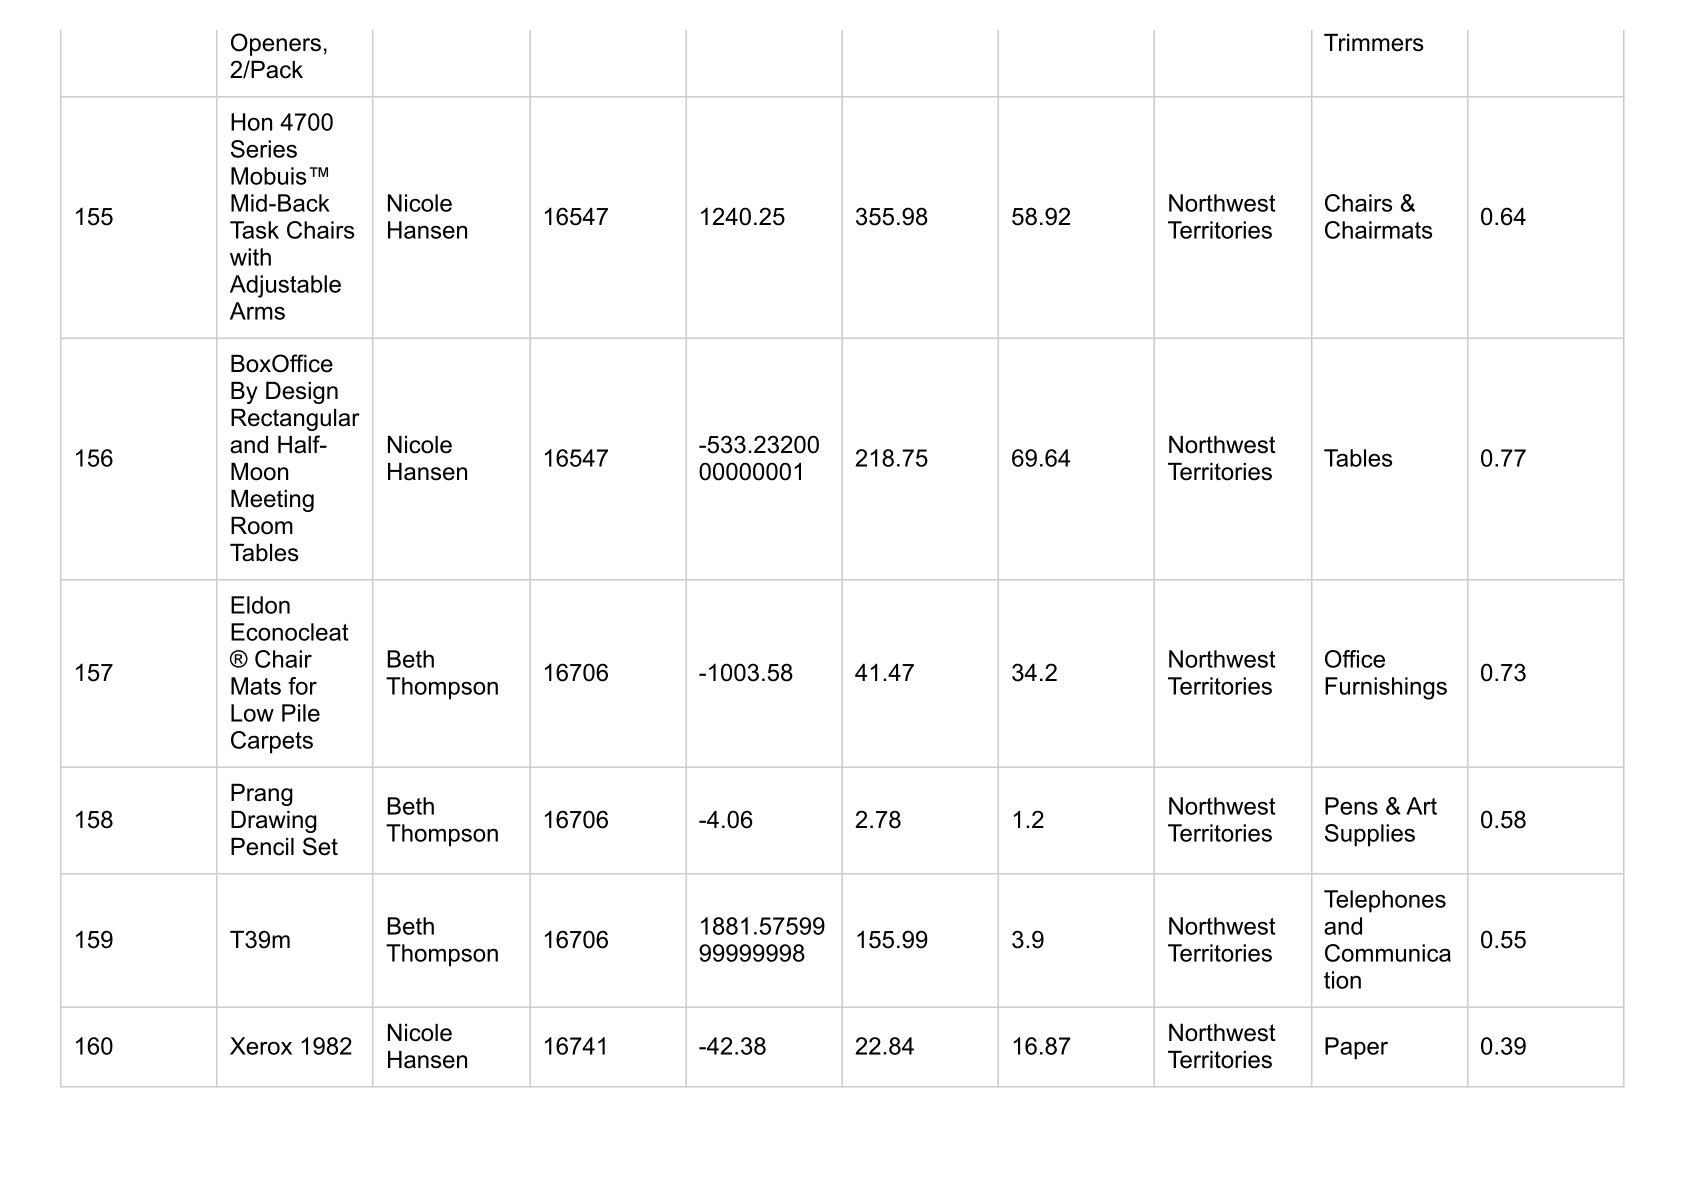 Openers,
2/Pack
Trimmers
155
Hon 4700
Series
Mobuis™
Mid-Back
Task Chairs
with
Adjustable
Arms
Nicole
Hansen
16547
1240.25
355.98
58.92
Northwest
Territories
Chairs &
Chairmats
0.64
156
BoxOffice
By Design
Rectangular
and Half-
Moon
Meeting
Room
Tables
Nicole
Hansen
16547
-533.23200
00000001
218.75
69.64
Northwest
Territories
Tables
0.77
157
Eldon
Econocleat
® Chair
Mats for
Low Pile
Carpets
Beth
Thompson
16706
-1003.58
41.47
34.2
Northwest
Territories
Office
Furnishings
0.73
158
Prang
Drawing
Pencil Set
Beth
Thompson
16706
-4.06
2.78
1.2
Northwest
Territories
Pens & Art
Supplies
0.58
159
T39m
Beth
Thompson
16706
1881.57599
99999998
155.99
3.9
Northwest
Territories
Telephones
and
Communica
tion
0.55
160
Xerox 1982
Nicole
Hansen
16741
-42.38
22.84
16.87
Northwest
Territories
Paper
0.39